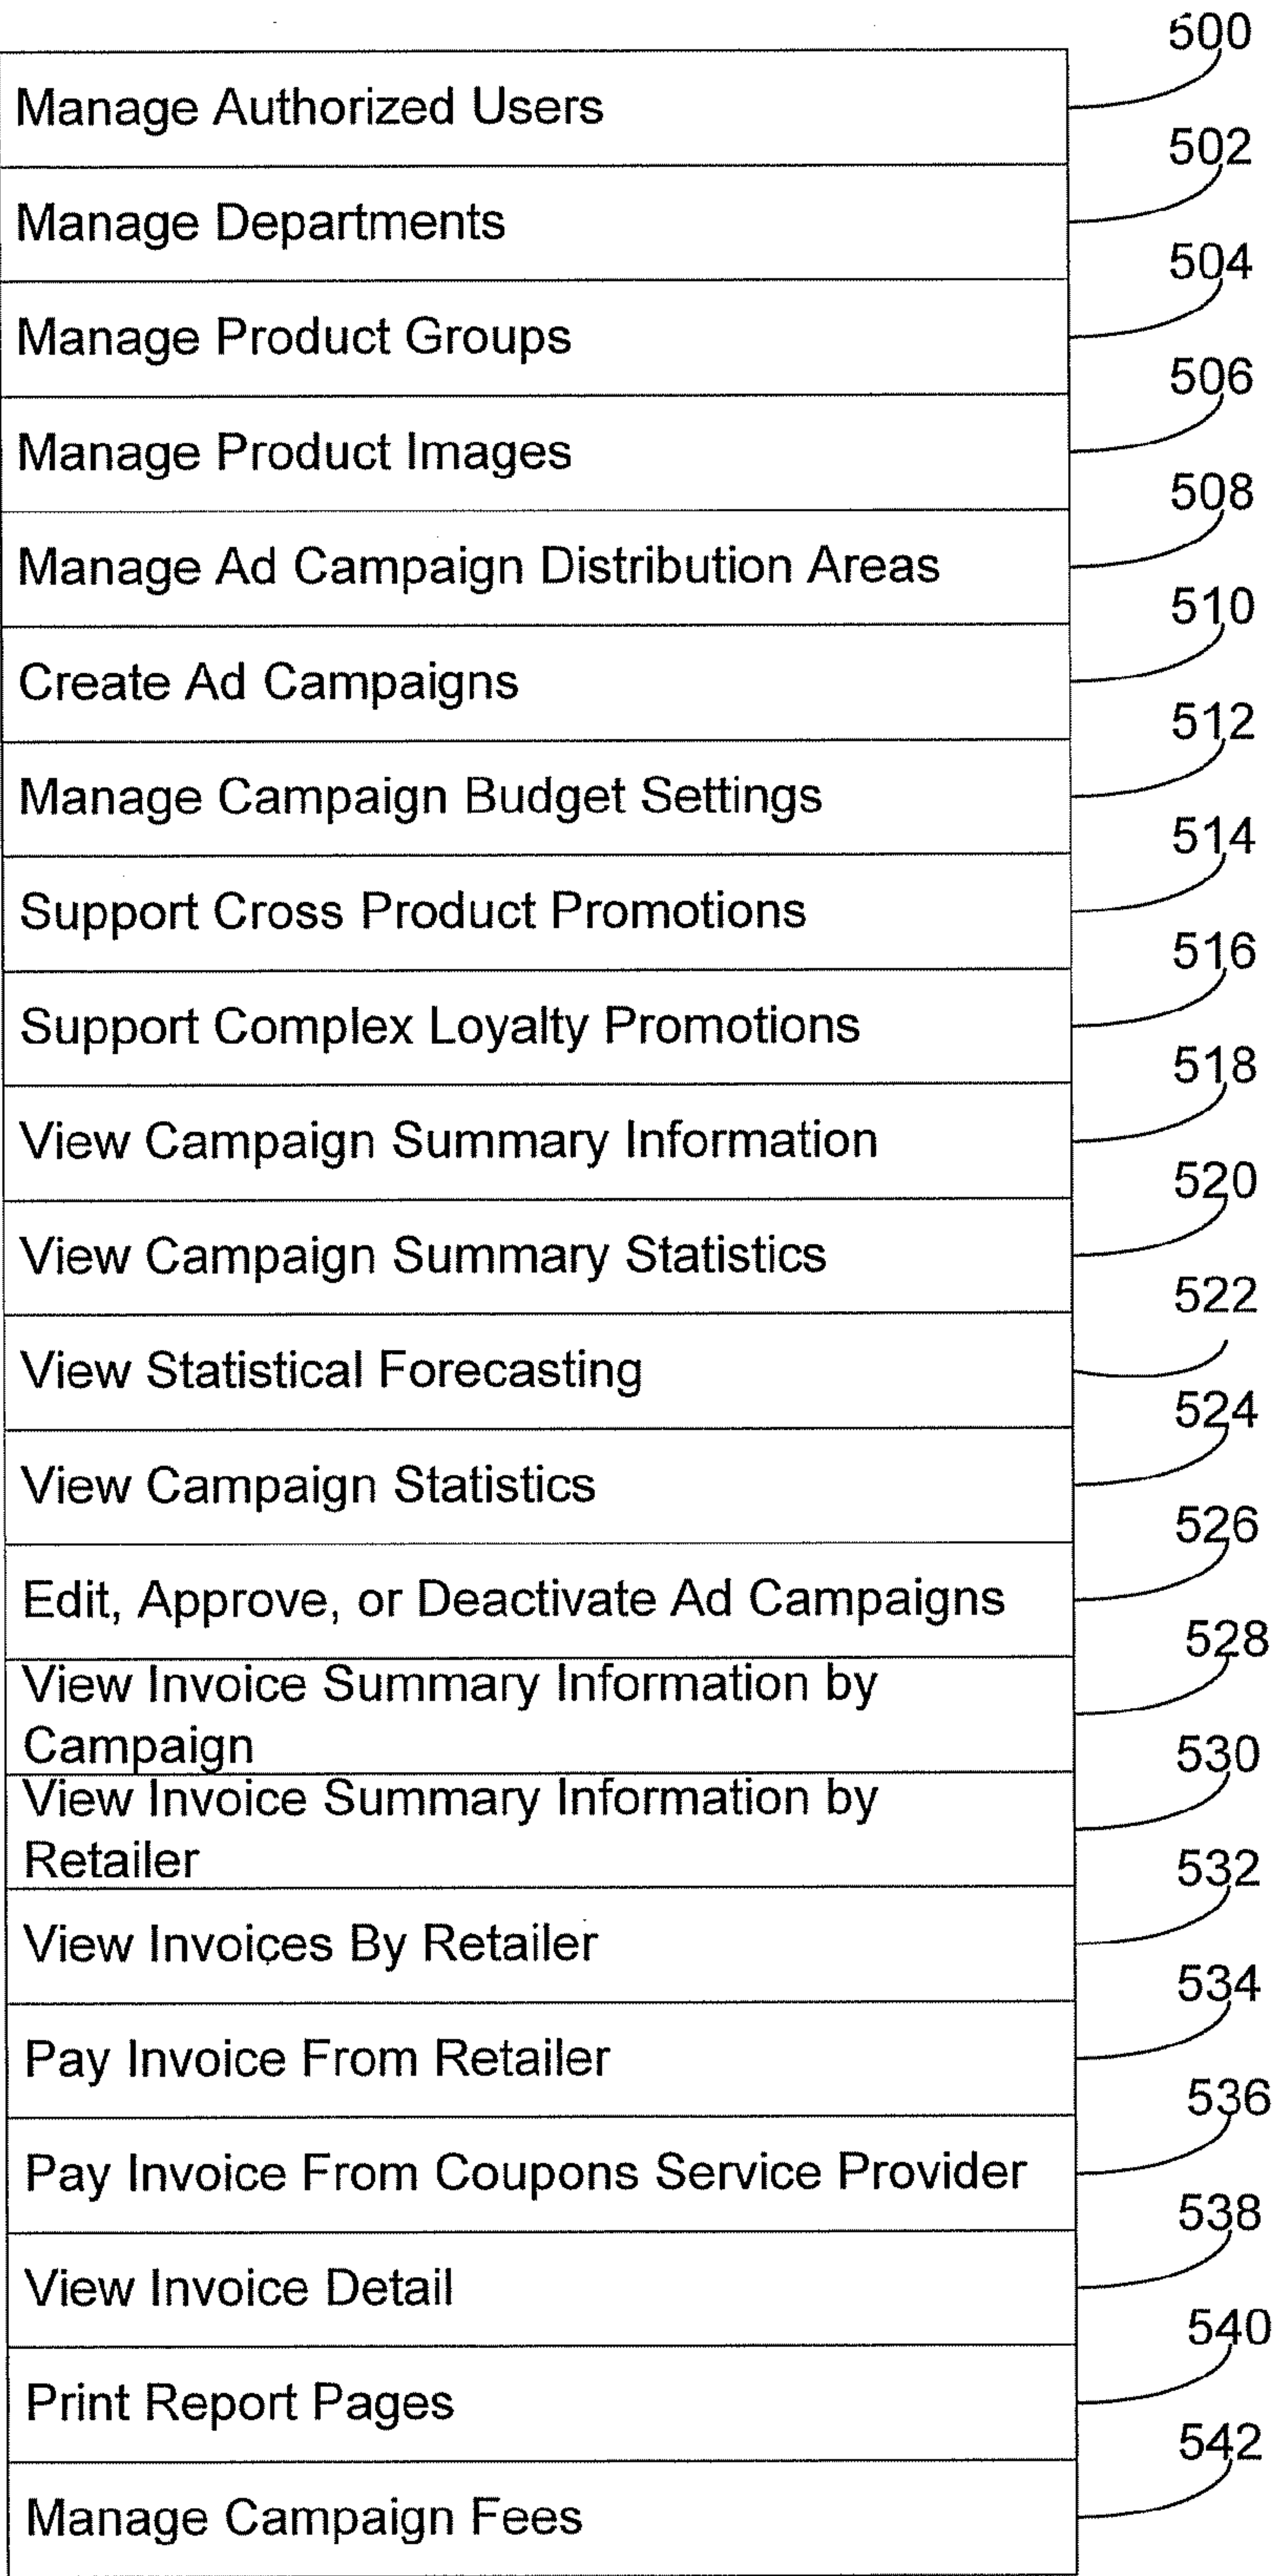 500
Manage Authorized Users
502
Manage Departments
504
Manage Product Groups
506
Manage Product Images
508
Manage Ad Campaign Distribution Areas
510
Create Ad Campaigns
512
Manage Campaign Budget Settings
514
Support Cross Product Promotions
516
Support Complex Loyalty Promotions
518
View Campaign Summary Information
520
View Campaign Summary Statistics
522
View Statistical Forecasting
524
View Campaign Statistics
526
Edit, Approve, or Deactivate Ad Campaigns
528
View Invoice Summary Information by
Campaign
530
View Invoice Summary Information by
Retailer
532
View Invoices By Retailer
534
Pay Invoice From Retailer
536
Pay Invoice From Coupons Service Provider
538
View Invoice Detail
540
Print Report Pages
542
Manage Campaign Fees